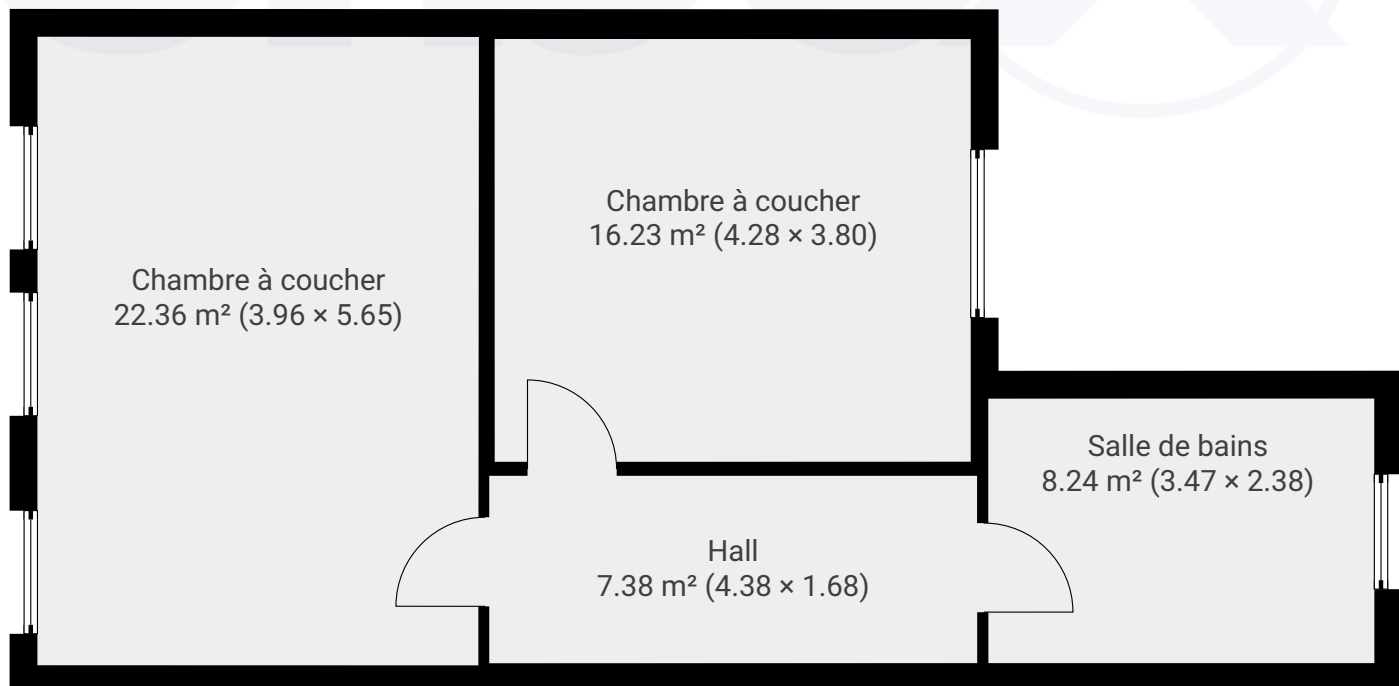 Chambre à coucher
16.23 m² (4.28 × 3.80)
Chambre à coucher
22.36 m² (3.96 × 5.65)
Salle de bains
8.24 m² (3.47 × 2.38)
Hall
7.38 m² (4.38 × 1.68)